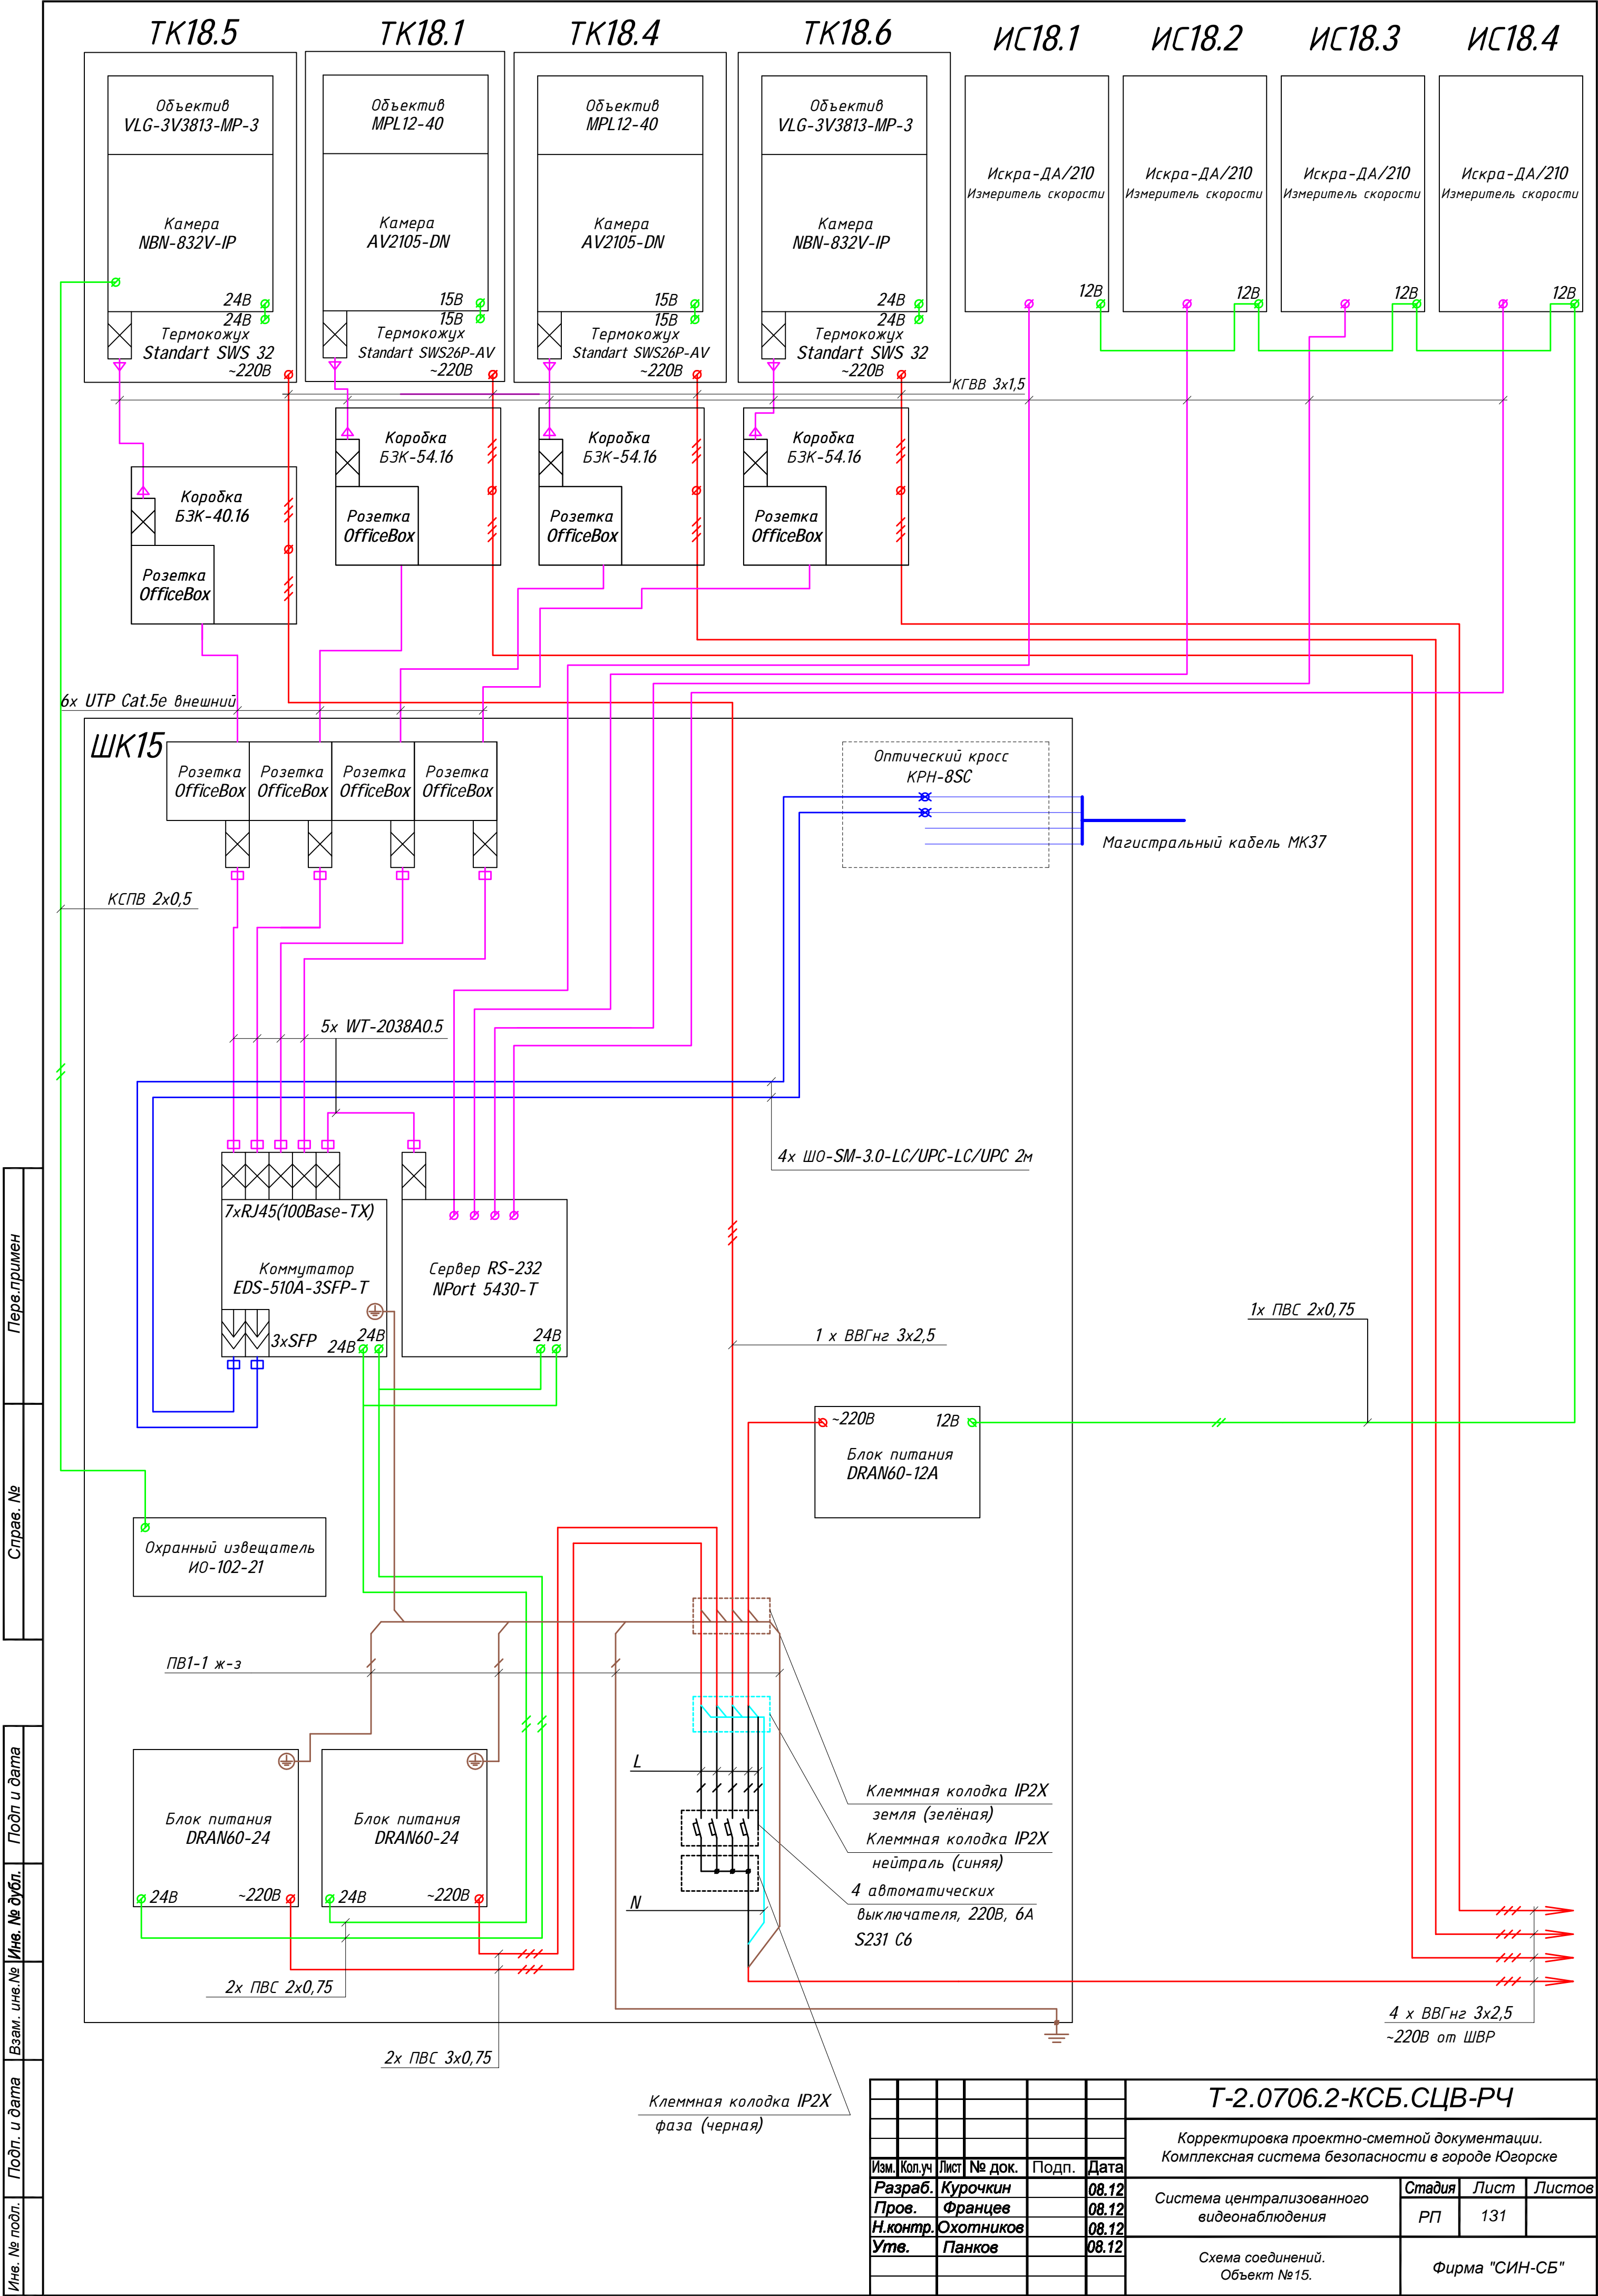 ТК18.5
ТК18.1
ТК18.4
ТК18.6
ИС18.1
ИС18.2
ИС18.3
ИС18.4
Объектив
VLG-3V3813-MP-3
Камера
NBN-832V-IP
24В
24В
Термокожух
Standart SWS 32
~220В
Объектив
MPL12-40
Камера
AV2105-DN
15В
15В
Термокожух
Standart SWS26P-AV
~220В
Объектив
MPL12-40
Камера
AV2105-DN
15В
15В
Термокожух
Standart SWS26P-AV
~220В
Объектив
VLG-3V3813-MP-3
Камера
NBN-832V-IP
24В
24В
Термокожух
Standart SWS 32
~220В
Искра-ДА/210
Измеритель скорости
12В
Искра-ДА/210
Измеритель скорости
12В
Искра-ДА/210
Измеритель скорости
12В
Искра-ДА/210
Измеритель скорости
12В
КГВВ 3х1,5
Коробка
БЗК-40.16
Розетка
OfficeBox
Коробка
БЗК-54.16
Розетка
OfficeBox
Коробка
БЗК-54.16
Розетка
OfficeBox
Коробка
БЗК-54.16
Розетка
OfficeBox
6х UTP Cat.5e внешний
ШК15
Розетка
OfficeBox
Розетка
OfficeBox
Розетка
OfficeBox
Розетка
OfficeBox
Оптический кросс
КРН-8SC
Магистральный кабель МК37
КСПВ 2х0,5
5х WT-2038A0.5
4х ШО-SM-3.0-LC/UPC-LC/UPC 2м
7xRJ45(100Base-TX)
Коммутатор
EDS-510A-3SFP-T
3xSFP
24В
24В
Сервер RS-232
NPort 5430-T
24В
1 х ВВГнг 3х2,5
1х ПВС 2х0,75
~220В
12В
Блок питания
DRAN60-12A
Охранный извещатель
ИО-102-21
ПВ1-1 ж-з
Блок питания
DRAN60-24
24В
~220В
Блок питания
DRAN60-24
24В
~220В
L
N
Клеммная колодка IP2X
земля (зелёная)
Клеммная колодка IP2X
нейтраль (синяя)
4 автоматических
выключателя, 220В, 6А
S231 C6
2х ПВС 2х0,75
2х ПВС 3х0,75
Клеммная колодка IP2X
фаза (черная)
4 х ВВГнг 3х2,5
~220В от ШВР
Перв.примен
Справ. №
Подп и дата
Инв. № дубл.
Взам. инв.№
Подп. и дата
Инв. № подл.
Т-2.0706.2-КСБ.СЦВ-РЧ
Корректировка проектно-сметной документации.
Комплексная система безопасности в городе Югорске
Изм. Кол.уч Лист № док. Подп. Дата
Разраб. Курочкин 08.12
Пров. Францев 08.12
Н.контр. Охотников 08.12
Утв. Панков 08.12
Система централизованного
видеонаблюдения
Стадия Лист Листов
РП 131
Схема соединений.
Объект №15.
Фирма "СИН-СБ"